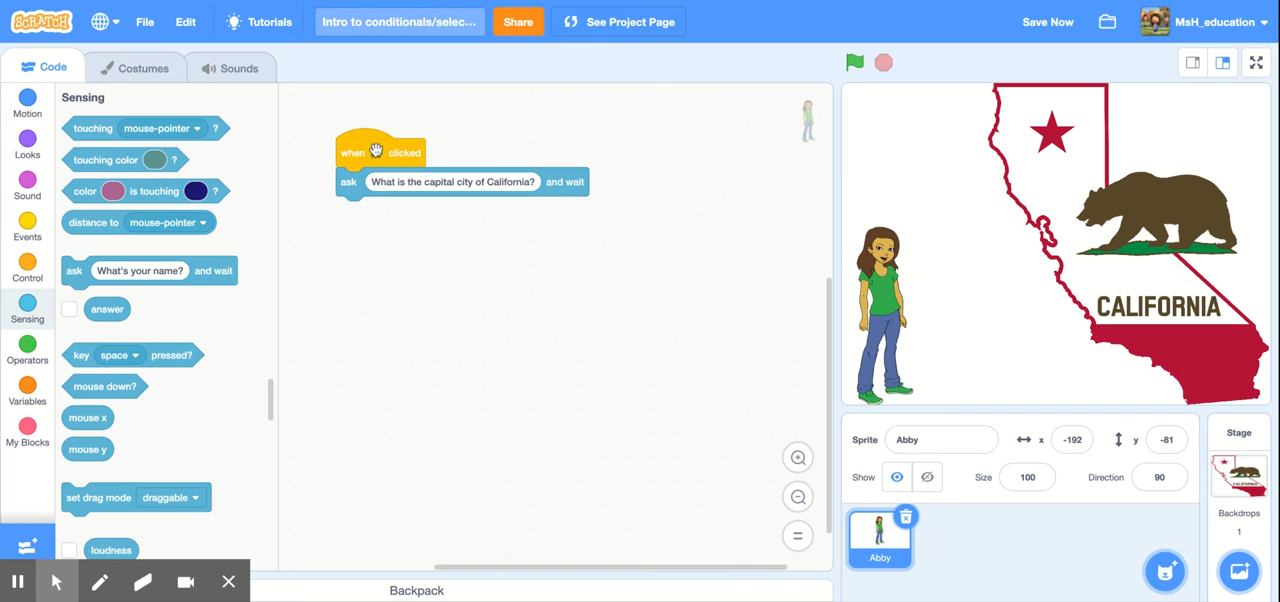 SCRATCH File Edit Tutorials Intro to conditionals/selec... Share See Project Page Save Now MsH_education
Code Costumes Sounds
Motion
Looks
Sound
Events
Control
Sensing
Operators
Variables
My Blocks
Sensing
touching mouse-pointer ?
touching color ?
color is touching ?
distance to mouse-pointer
ask What's your name? and wait
answer
key space pressed?
mouse down?
mouse x
mouse y
set drag mode draggable
loudness
when clicked
ask What is the capital city of California? and wait
Backpack
CALIFORNIA
Sprite Abby x -192 y -81
Show Size 100 Direction 90
Abby
Stage
CALIFORNIA
Backdrops
1